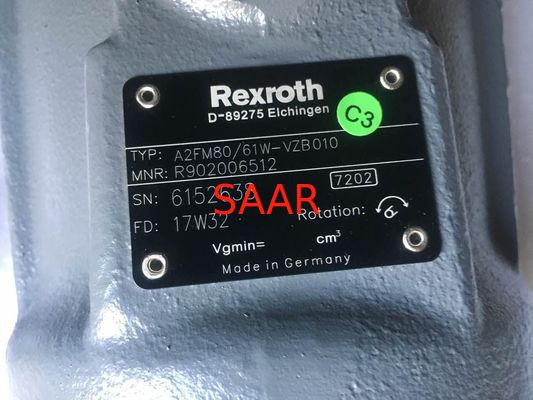 Rexroth
D-89275 Elchingen
C3
TYP: A2FM80/61W-VZB010
MNR: R902006512
SN: 6152638
7202
SAAR
FD: 17W32
Rotation:
Vgmin= cm³
Made in Germany